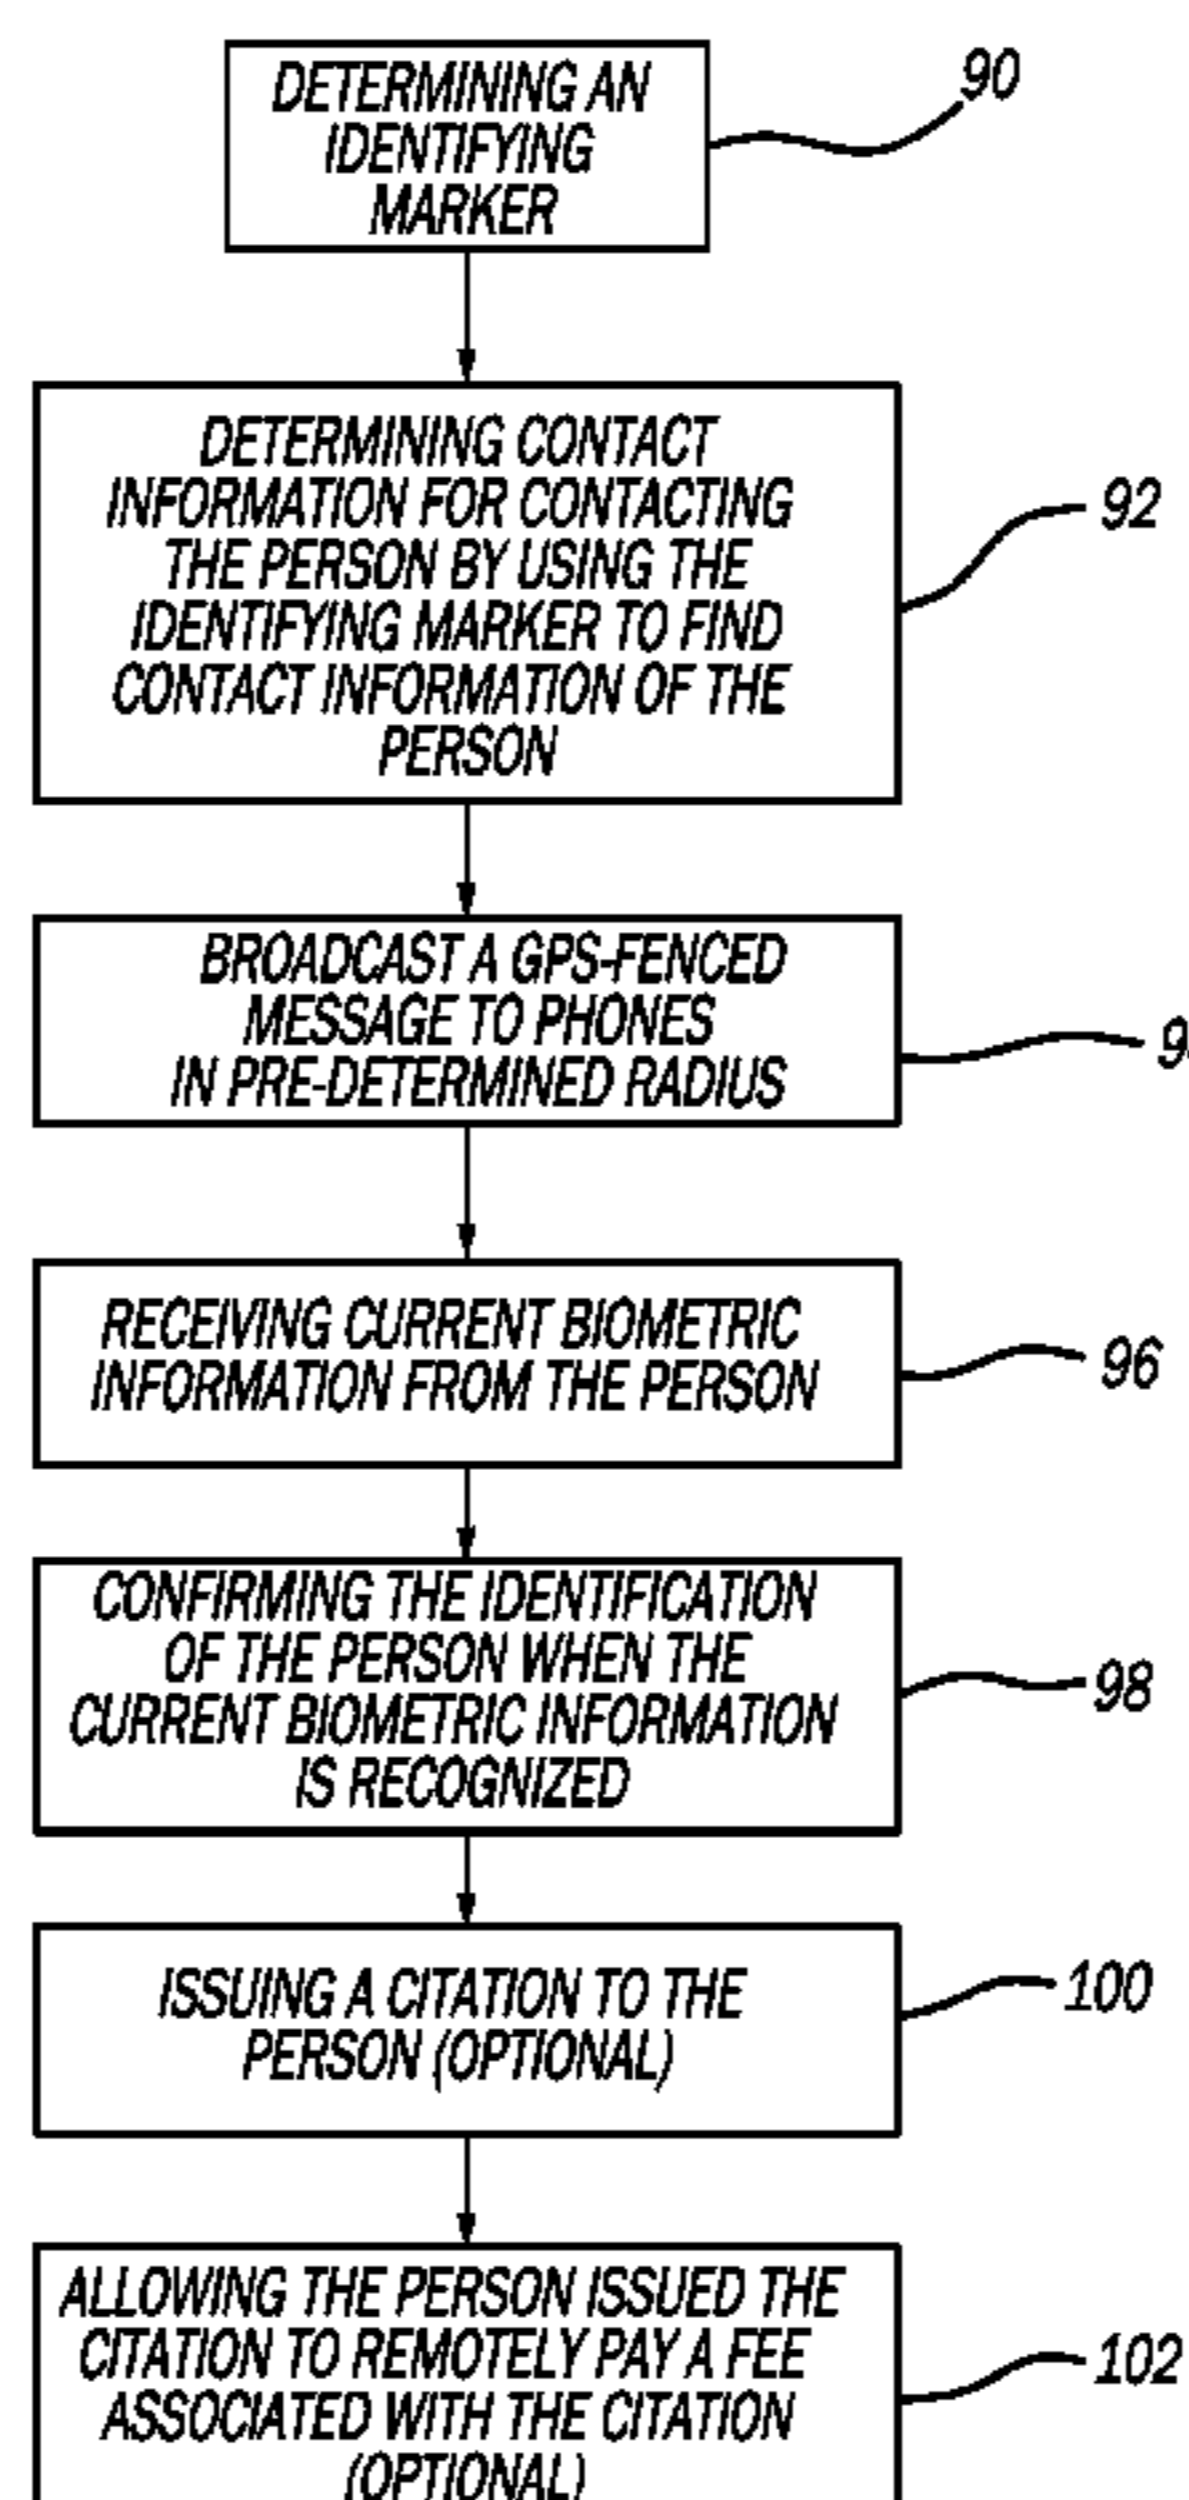 DETERMINING AN
IDENTIFYING
MARKER
90
DETERMINING CONTACT
INFORMATION FOR CONTACTING
THE PERSON BY USING THE
IDENTIFYING MARKER TO FIND
CONTACT INFORMATION OF THE
PERSON
92
BROADCAST A GPS-FENCED
MESSAGE TO PHONES
IN PRE-DETERMINED RADIUS
RECEIVING CURRENT BIOMETRIC
INFORMATION FROM THE PERSON
96
CONFIRMING THE IDENTIFICATION
OF THE PERSON WHEN THE
CURRENT BIOMETRIC INFORMATION
IS RECOGNIZED
98
ISSUING A CITATION TO THE
PERSON (OPTIONAL)
100
ALLOWING THE PERSON ISSUED THE
CITATION TO REMOTELY PAY A FEE
ASSOCIATED WITH THE CITATION
(OPTIONAL)
102